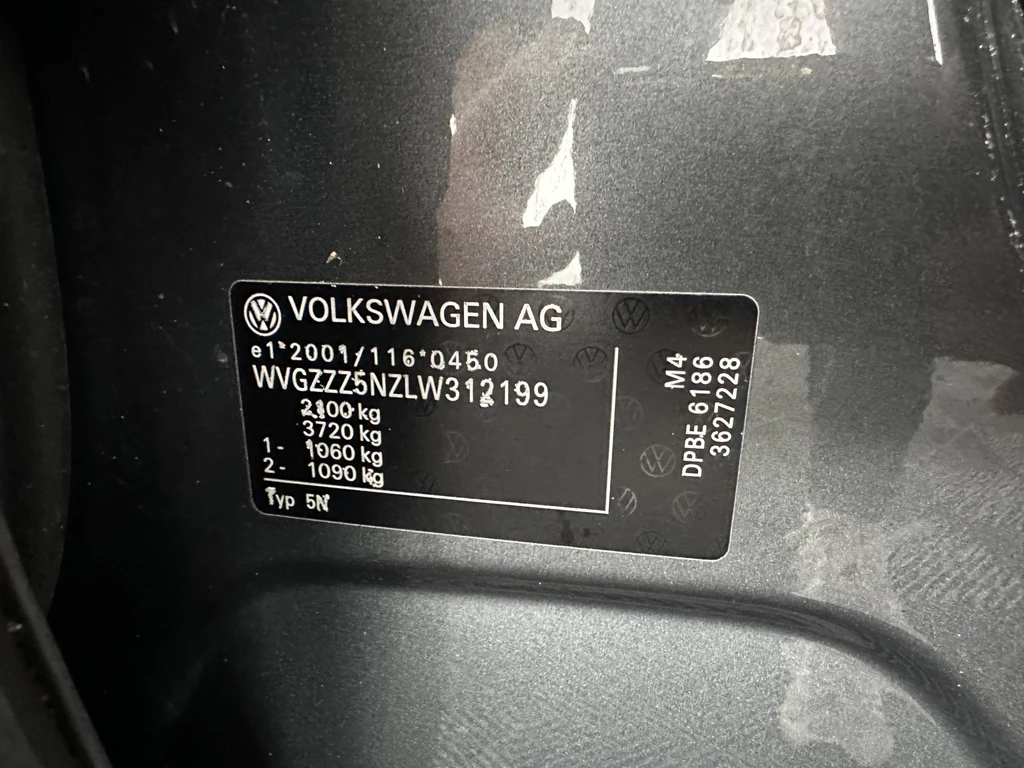 VOLKSWAGEN AG
e1*2001/116*0450
WVGZZZ5NZLW312199
2100 kg
3720 kg
1- 1060 kg
2- 1090 kg
Typ 5N
M4
DPBE 6186
3627228